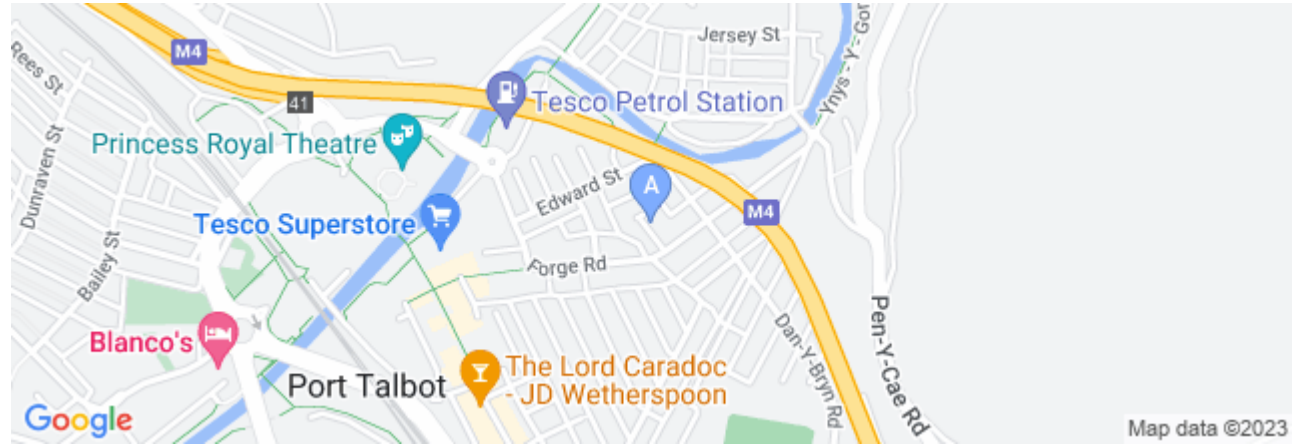 Rees St
M4
Jersey St
Ynys - Y - Go
41
Tesco Petrol Station
Princess Royal Theatre
Dunraven St
Edward St
A
Tesco Superstore
M4
Bailey St
Forge Rd
Blanco's
Pen-Y-Cae Rd
Dan-Y-Bryn Rd
The Lord Caradoc
- JD Wetherspoon
Port Talbot
Google
Map data ©2023